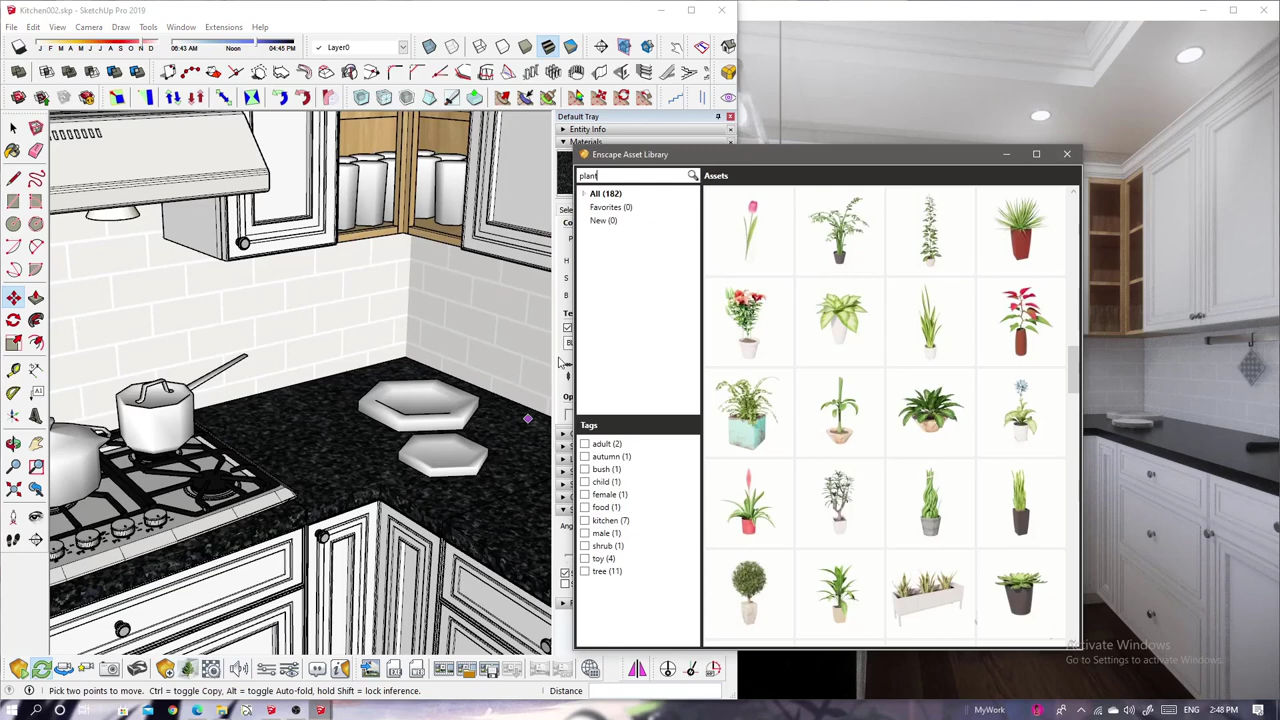 Kitchen002.skp - SketchUp Pro 2019
File Edit View Camera Draw Tools Window Extensions Help
J F M A M J J A S O N D
06:43 AM Noon 04:45 PM
Layer0
Default Tray
Entity Info
Materials
Enscape Asset Library
plant
Assets
All (182)
Favorites (0)
New (0)
Tags
adult (2)
autumn (1)
bush (1)
child (1)
female (1)
food (1)
kitchen (7)
male (1)
shrub (1)
toy (4)
tree (11)
Activate Windows
Go to Settings to activate Windows.
Pick two points to move. Ctrl = toggle Copy, Alt = toggle Auto-fold, hold Shift = lock inference.
Distance
MyWork
2:48 PM